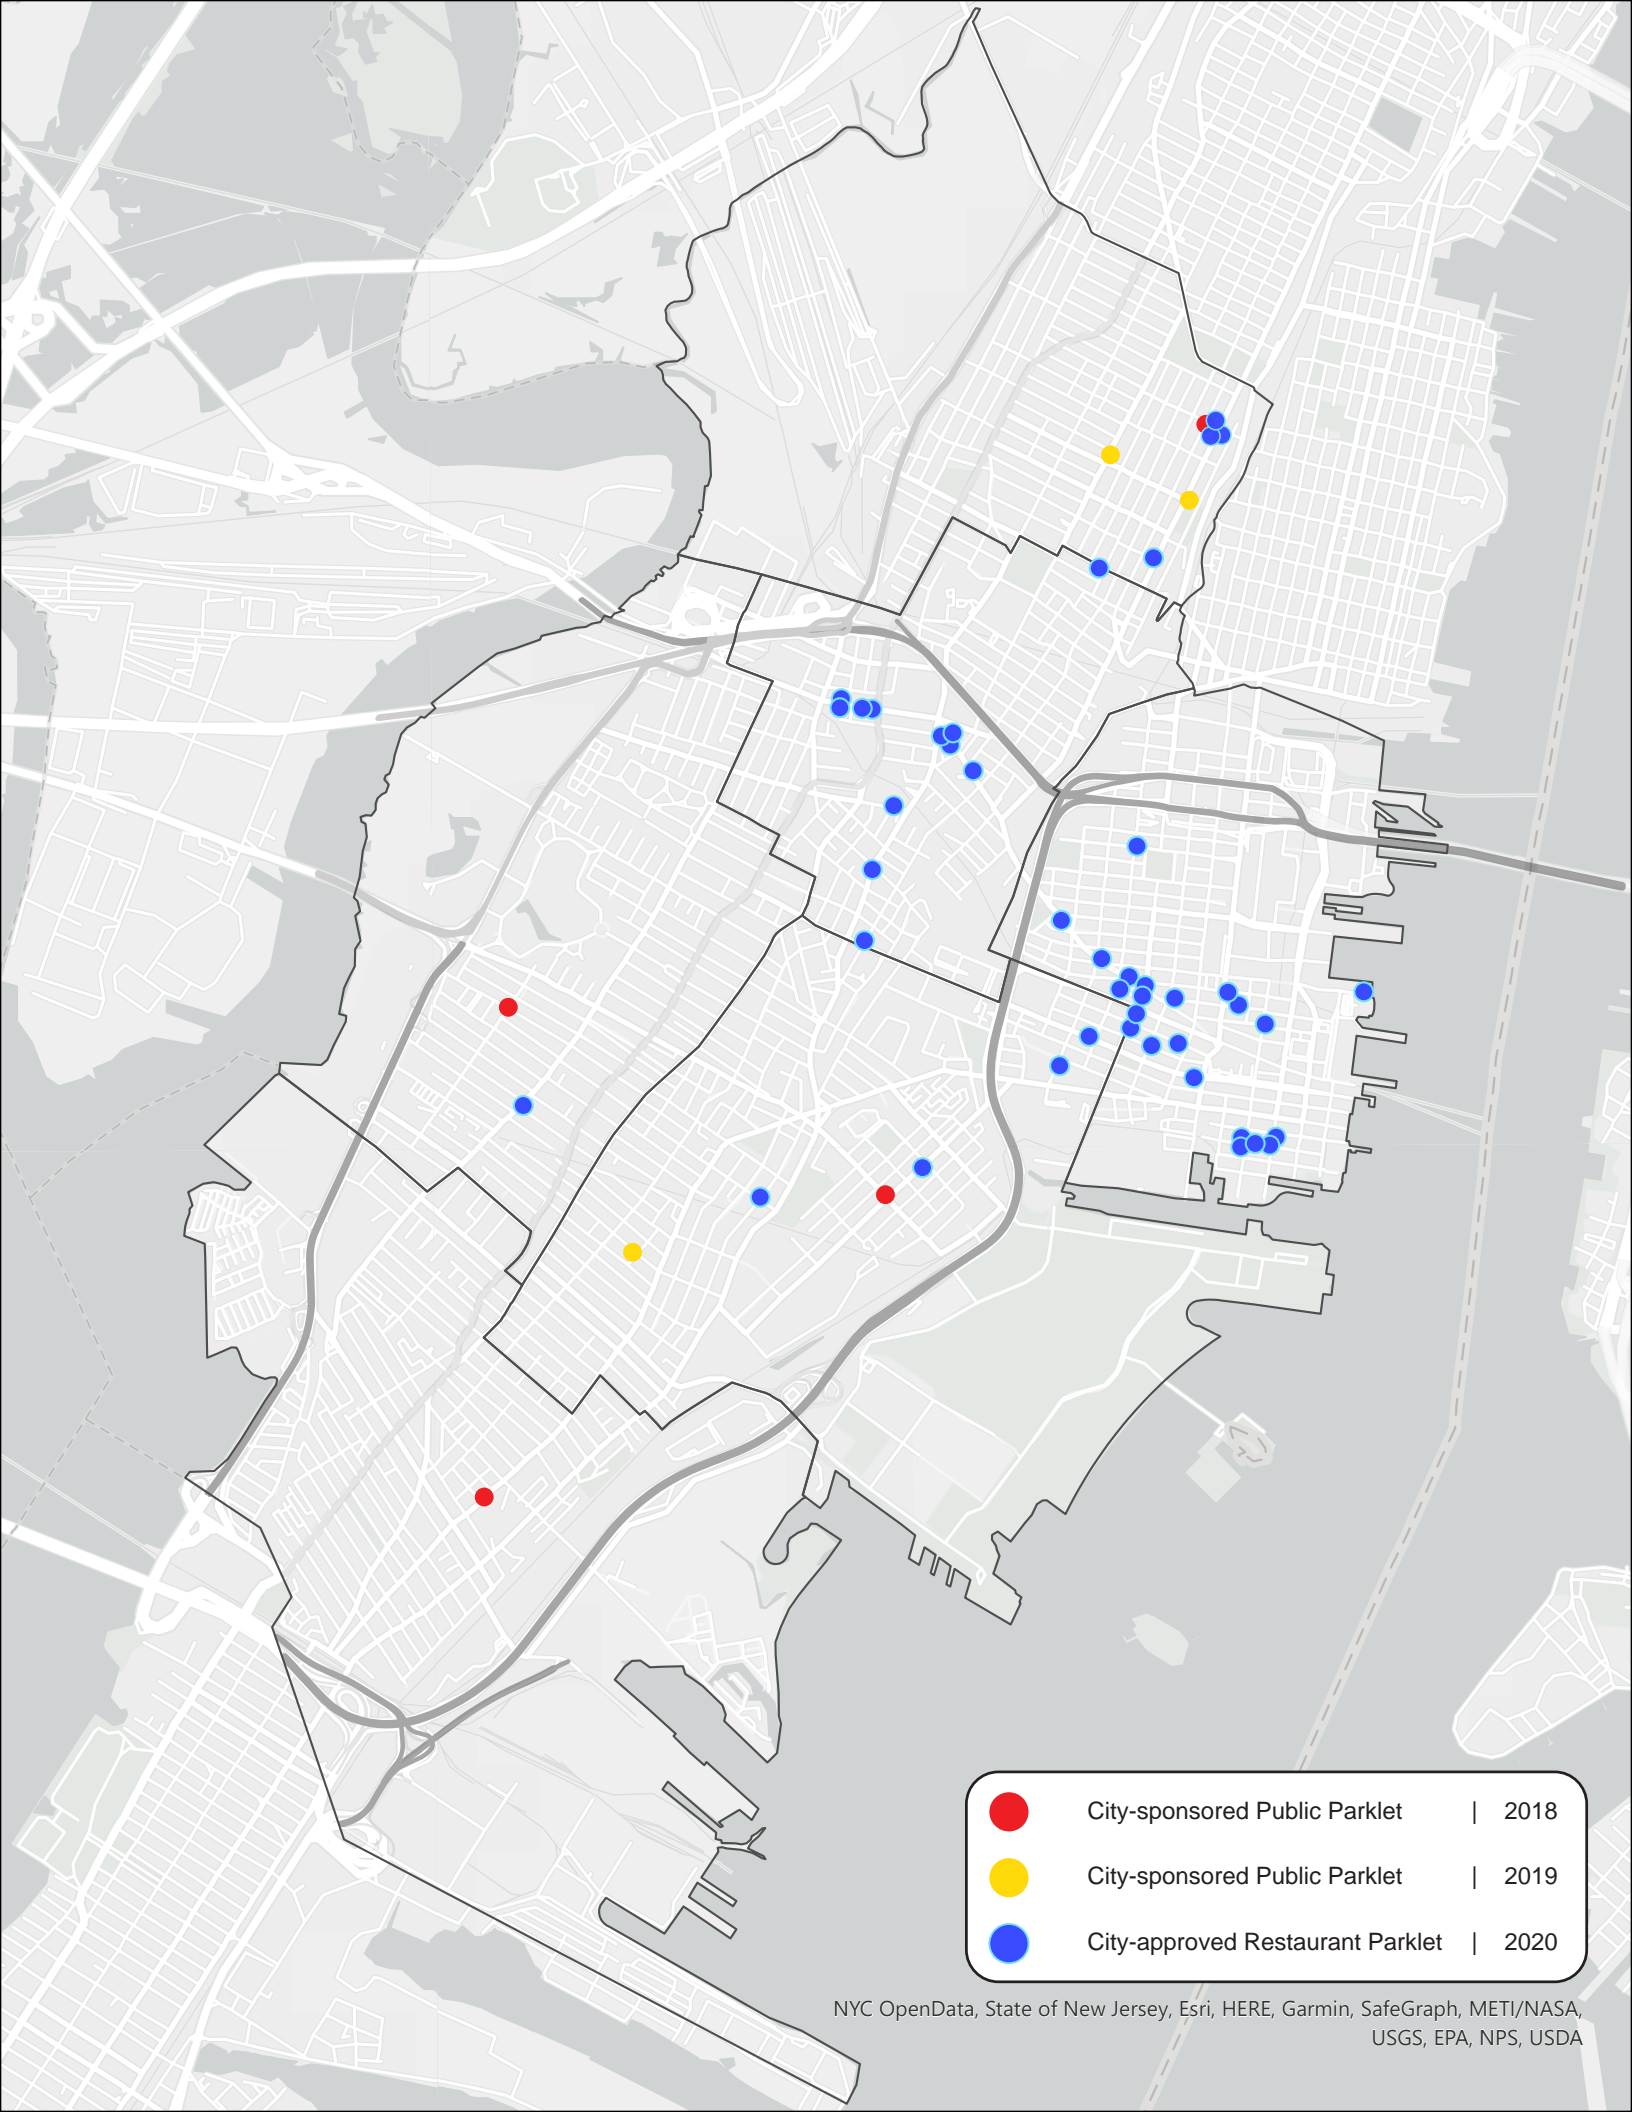 City-sponsored Public Parklet | 2018
City-sponsored Public Parklet | 2019
City-approved Restaurant Parklet | 2020
NYC OpenData, State of New Jersey, Esri, HERE, Garmin, SafeGraph, METI/NASA,
USGS, EPA, NPS, USDA